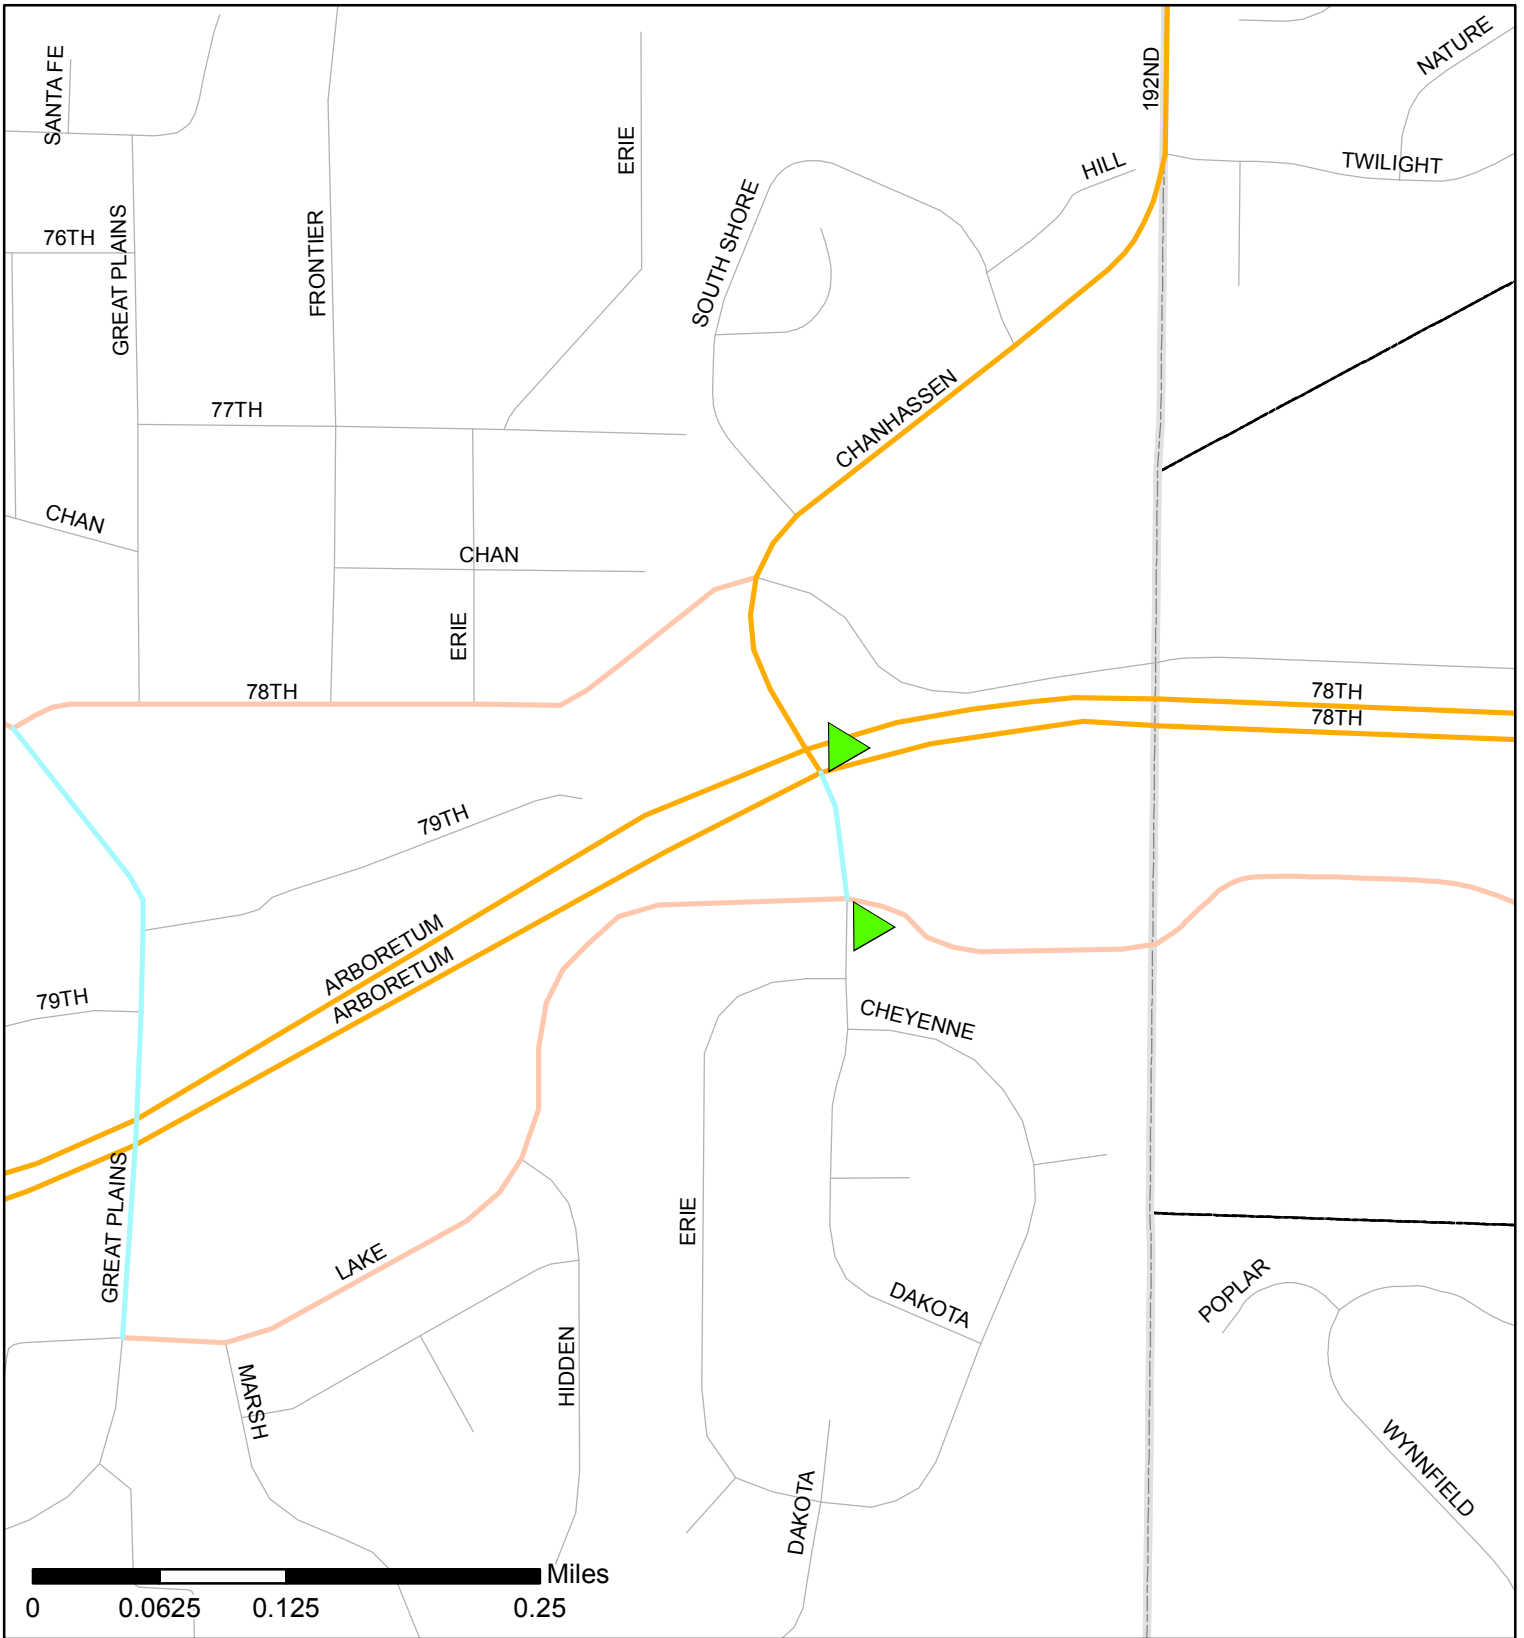 SANTA FE
NATURE
192ND
ERIE
TWILIGHT
HILL
76TH
GREAT PLAINS
FRONTIER
SOUTH SHORE
77TH
CHANHASSEN
CHAN
CHAN
ERIE
78TH
78TH
78TH
79TH
ARBORETUM
ARBORETUM
79TH
CHEYENNE
GREAT PLAINS
ERIE
LAKE
DAKOTA
POPLAR
HIDDEN
MARSH
WYNNFIELD
DAKOTA
Miles
0 0.0625 0.125 0.25